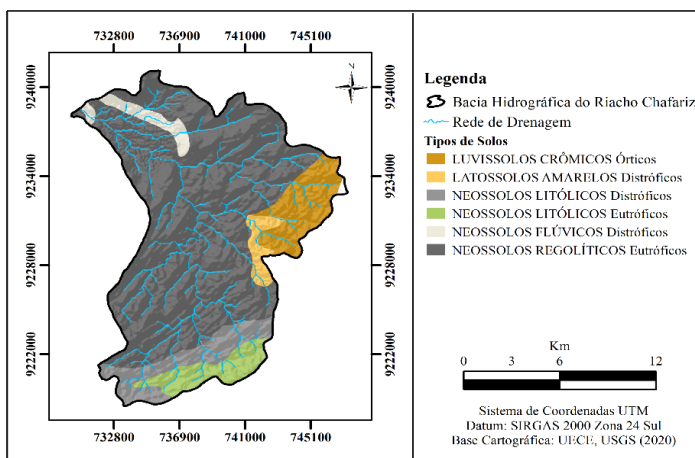 732800 736900 741000 745100
N
9240000
9240000
9234000
9234000
9228000
9228000
9222000
9222000
732800 736900 741000 745100
Legenda
Bacia Hidrográfica do Riacho Chafariz
Rede de Drenagem
Tipos de Solos
LUVISSOLOS CRÔMICOS Órticos
LATOSSOLOS AMARELOS Distróficos
NEOSSOLOS LITÓLICOS Distróficos
NEOSSOLOS LITÓLICOS Eutróficos
NEOSSOLOS FLÚVICOS Distróficos
NEOSSOLOS REGOLÍTICOS Eutróficos
Km
0 3 6 12
Sistema de Coordenadas UTM
Datum: SIRGAS 2000 Zona 24 Sul
Base Cartográfica: UECE, USGS (2020)